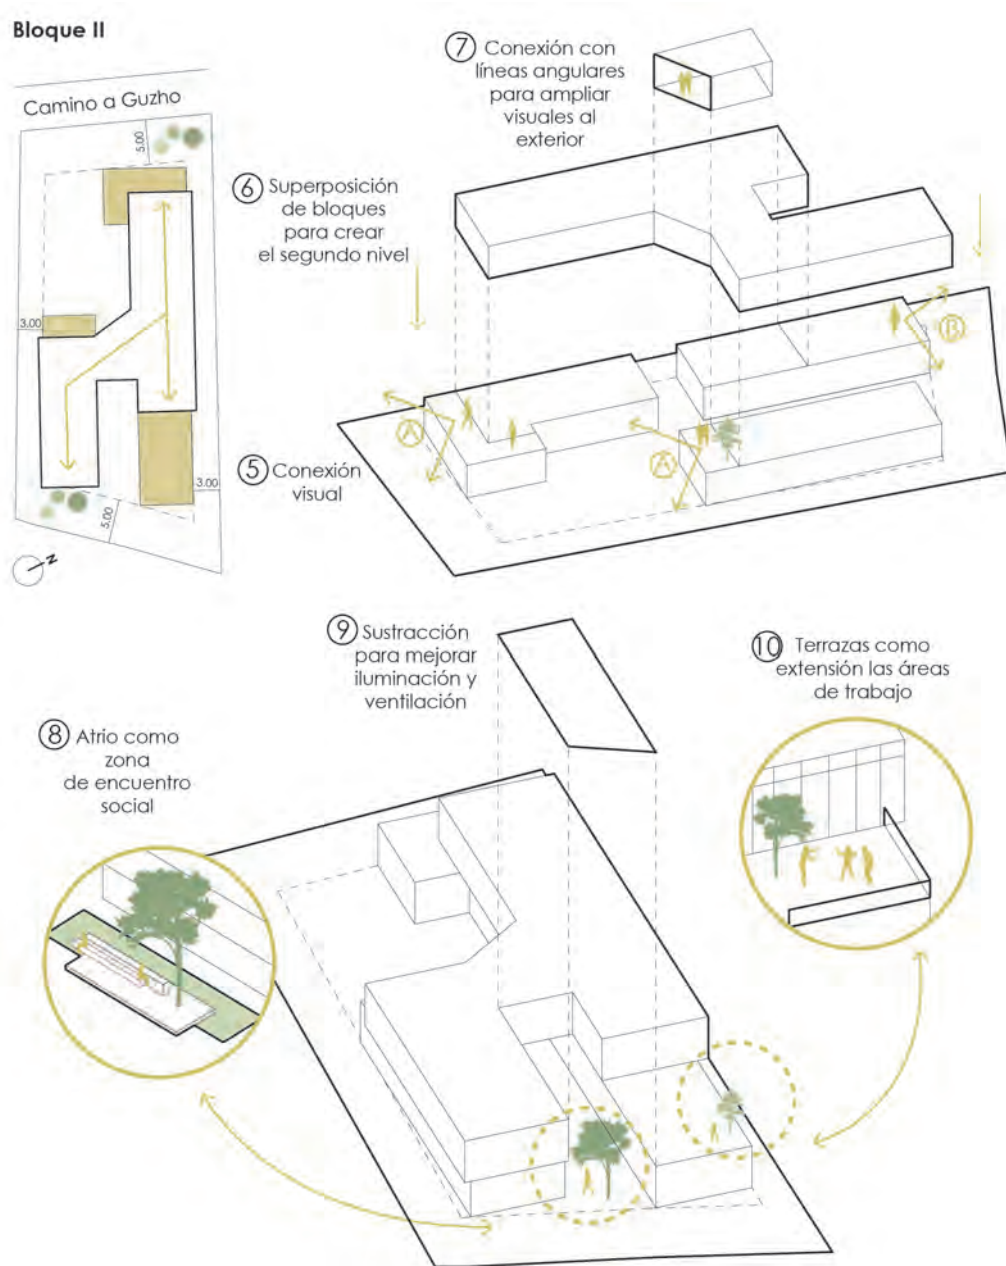 Bloque II
Camino a Guzho
5.00
3.00
3.00
5.00
N
5 Conexión
visual
6 Superposición
de bloques
para crear
el segundo nivel
7 Conexión con
líneas angulares
para ampliar
visuales al
exterior
A
A
B
8 Atrio como
zona
de encuentro
social
9 Sustracción
para mejorar
iluminación y
ventilación
10 Terrazas como
extensión las áreas
de trabajo